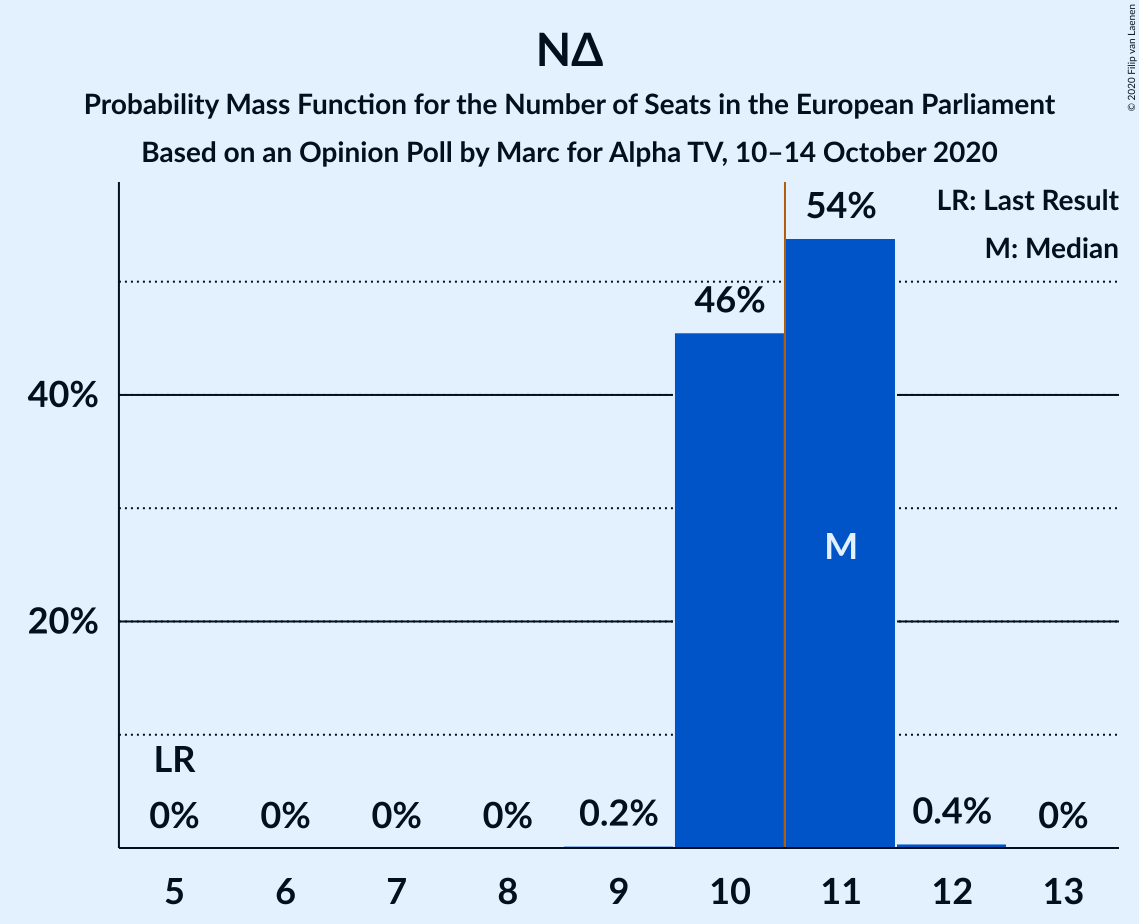 ΝΔ
Probability Mass Function for the Number of Seats in the European Parliament
Based on an Opinion Poll by Marc for Alpha TV, 10–14 October 2020
© 2020 Filip van Laenen
LR: Last Result
M: Median
54%
46%
40%
M
20%
LR
0% 0% 0% 0% 0.2% 0.4% 0%
5 6 7 8 9 10 11 12 13